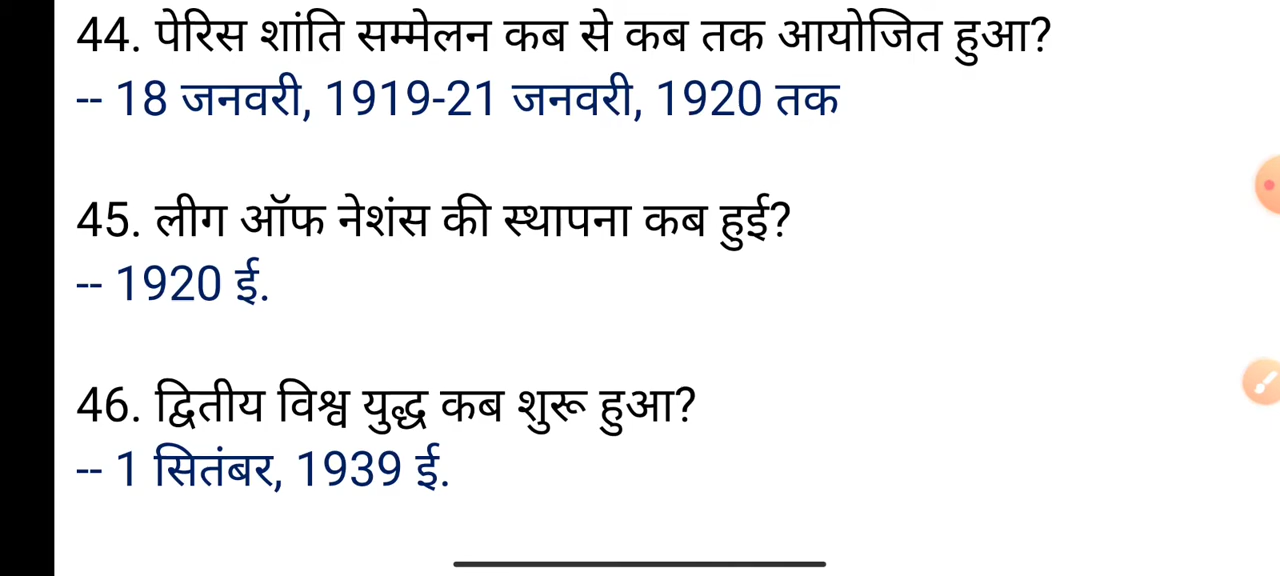 44. पेरिस शांति सम्मेलन कब से कब तक आयोजित हुआ?
-- 18 जनवरी, 1919-21 जनवरी, 1920 तक
45. लीग ऑफ नेशंस की स्थापना कब हुई?
-- 1920 ई.
46. द्वितीय विश्व युद्ध कब शुरू हुआ?
-- 1 सितंबर, 1939 ई.